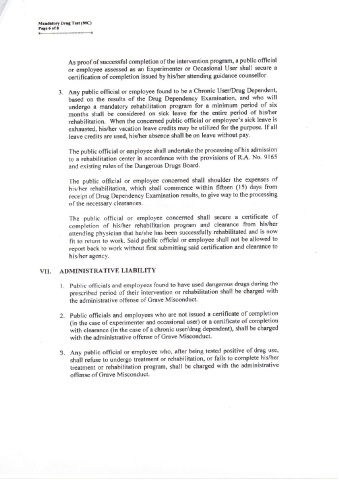 Mandatory Drug Test (MC)
Page 6 of 8
As proof of successful completion of the intervention program, a public official
or employee assessed as an Experimenter or Occasional User shall secure a
certification of completion issued by his/her attending guidance counsellor.
3. Any public official or employee found to be a Chronic User/Drug Dependent,
based on the results of the Drug Dependency Examination, and who will
undergo a mandatory rehabilitation program for a minimum period of six
months shall be considered on sick leave for the entire period of his/her
rehabilitation. When the concerned public official or employee's sick leave is
exhausted, his/her vacation leave credits may be utilized for the purpose. If all
leave credits are used, his/her absence shall be on leave without pay.
The public official or employee shall undertake the processing of his admission
to a rehabilitation center in accordance with the provisions of R.A. No. 9165
and existing rules of the Dangerous Drugs Board.
The public official or employee concerned shall shoulder the expenses of
his/her rehabilitation, which shall commence within fifteen (15) days from
receipt of Drug Dependency Examination results, to give way to the processing
of the necessary clearances.
The public official or employee concerned shall secure a certificate of
completion of his/her rehabilitation program and clearance from his/her
attending physician that he/she has been successfully rehabilitated and is now
fit to return to work. Said public official or employee shall not be allowed to
report back to work without first submitting said certification and clearance to
his/her agency.
VII. ADMINISTRATIVE LIABILITY
1. Public officials and employees found to have used dangerous drugs during the
prescribed period of their intervention or rehabilitation shall be charged with
the administrative offense of Grave Misconduct.
2. Public officials and employees who are not issued a certificate of completion
(in the case of experimenter and occasional user) or a certificate of completion
with clearance (in the case of a chronic user/drug dependent), shall be charged
with the administrative offense of Grave Misconduct.
3. Any public official or employee who, after being tested positive of drug use,
shall refuse to undergo treatment or rehabilitation, or fails to complete his/her
treatment or rehabilitation program, shall be charged with the administrative
offense of Grave Misconduct.